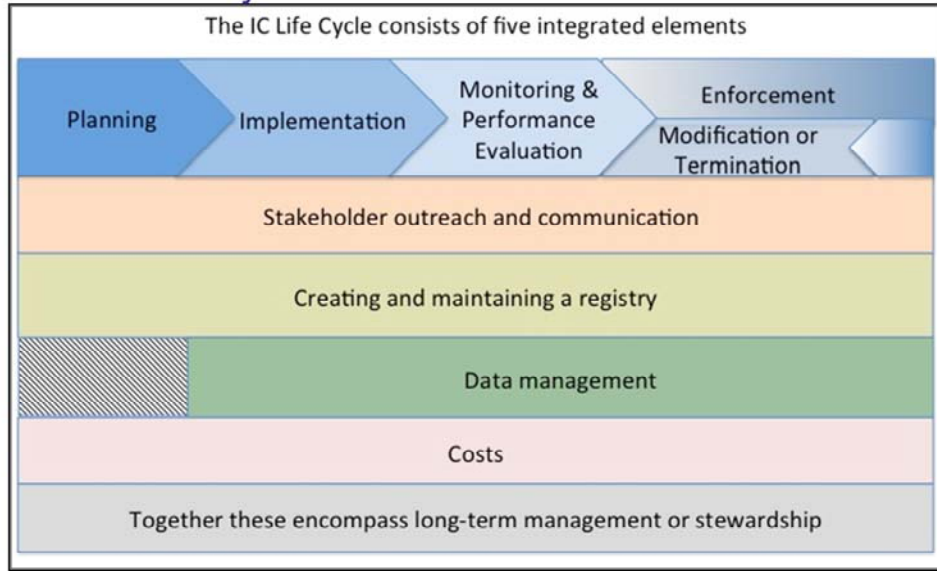 The IC Life Cycle consists of five integrated elements
Planning
Implementation
Monitoring &
Performance
Evaluation
Enforcement
Modification or
Termination
Stakeholder outreach and communication
Creating and maintaining a registry
Data management
Costs
Together these encompass long-term management or stewardship